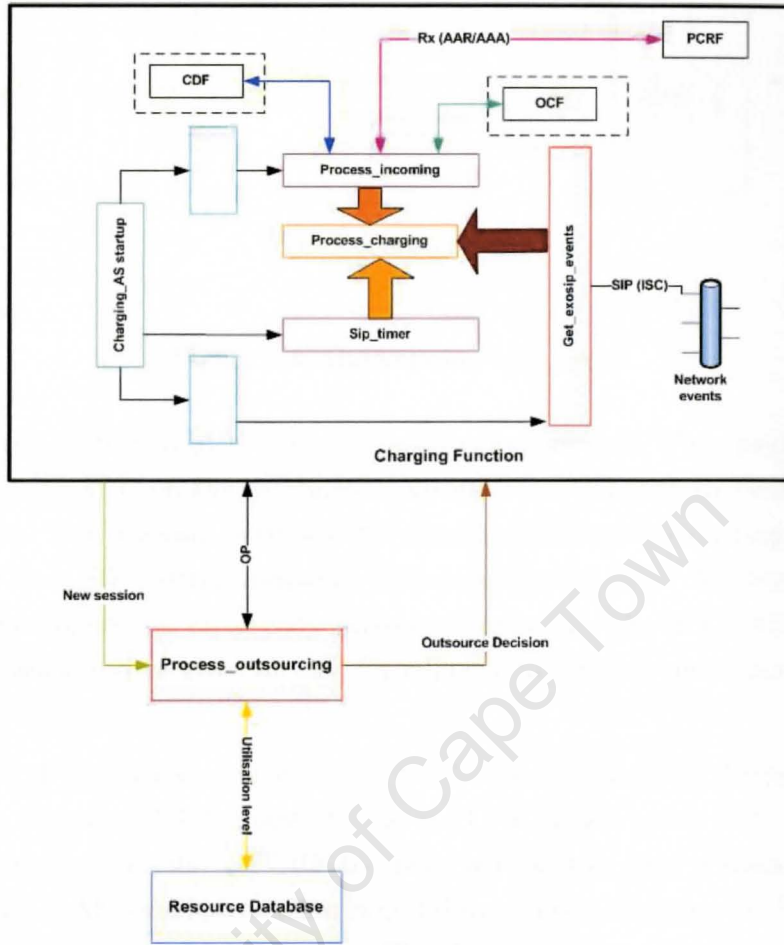 Rx (AAR/AAA)
PCRF
CDF
OCF
Process_incoming
Process_charging
Charging_AS startup
Get_exosip_events
SIP (ISC)
Sip_timer
Network
events
Charging Function
New session
OP
Process_outsourcing
Outsource Decision
Utilisation level
Resource Database
ity of Cape Town